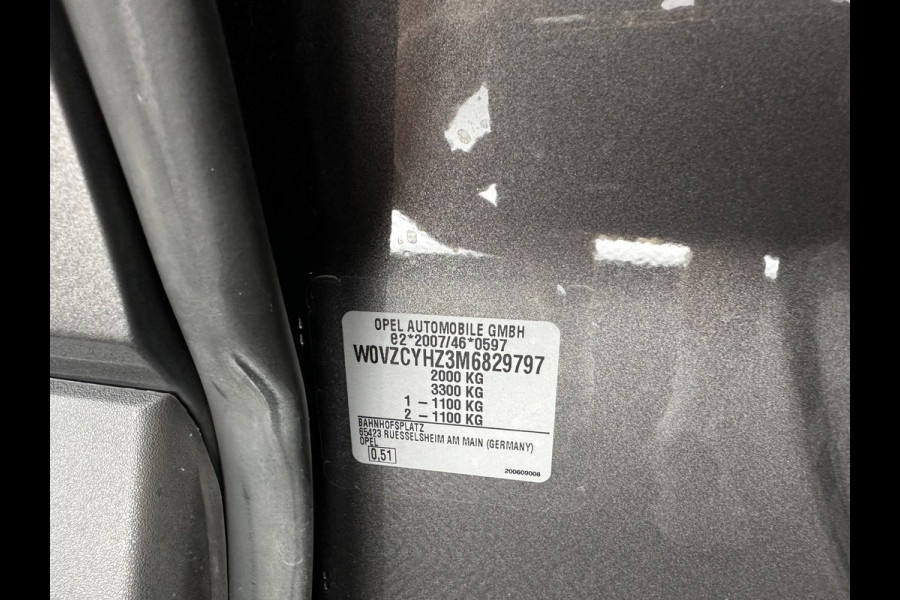 OPEL AUTOMOBILE GMBH
e2*2007/46*0597
W0VZCYHZ3M6829797
2000 KG
3300 KG
1 – 1100 KG
2 – 1100 KG
BAHNHOFSPLATZ
65423 RUESSELSHEIM AM MAIN (GERMANY)
OPEL
0,51
200609008